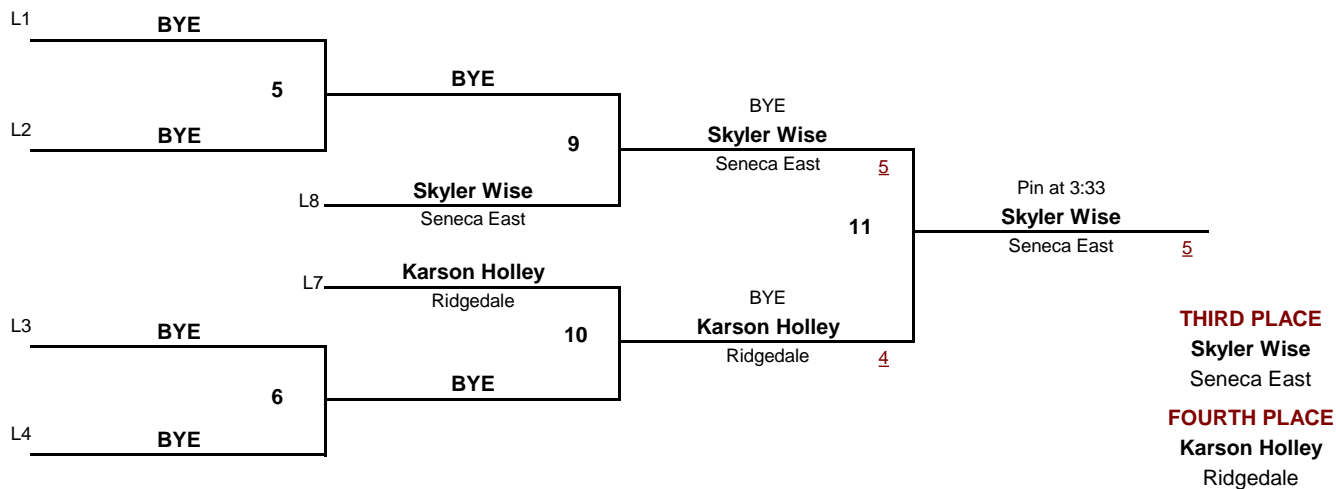 L1
BYE
5
BYE
L2
BYE
9
BYE
Skyler Wise
Seneca East
5
L8
Skyler Wise
Seneca East
11
Pin at 3:33
Skyler Wise
Seneca East
5
L7
Karson Holley
Ridgedale
10
BYE
Karson Holley
Ridgedale
4
L3
BYE
6
BYE
L4
BYE
THIRD PLACE
Skyler Wise
Seneca East
FOURTH PLACE
Karson Holley
Ridgedale